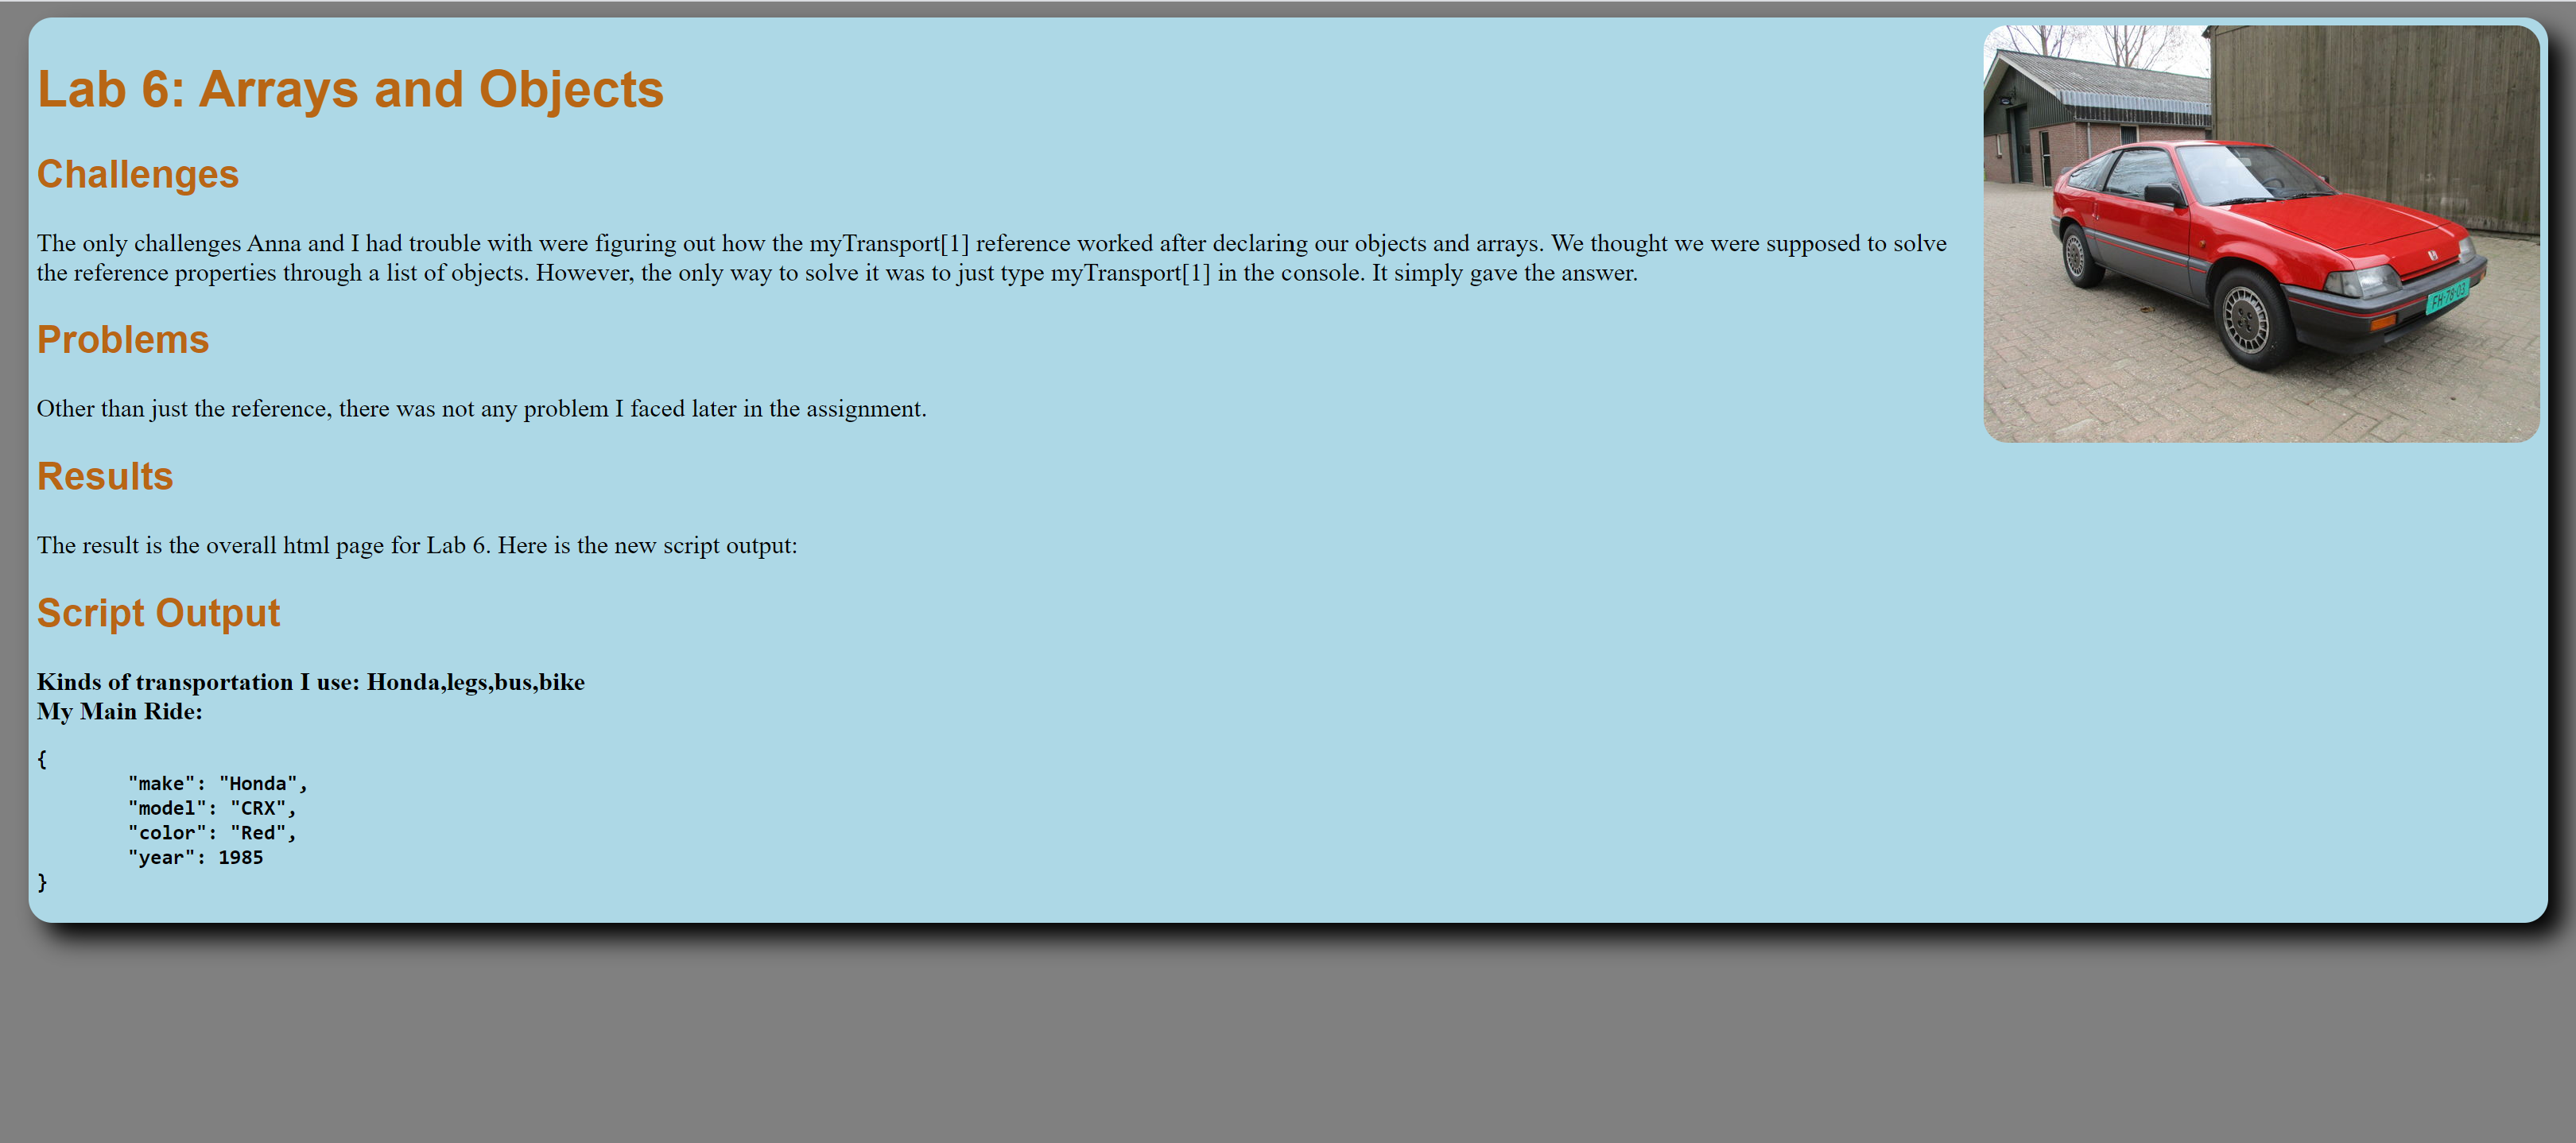 Lab 6: Arrays and Objects
Challenges
The only challenges Anna and I had trouble with were figuring out how the myTransport[1] reference worked after declaring our objects and arrays. We thought we were supposed to solve
the reference properties through a list of objects. However, the only way to solve it was to just type myTransport[1] in the console. It simply gave the answer.
FH-78-03
Problems
Other than just the reference, there was not any problem I faced later in the assignment.
Results
The result is the overall html page for Lab 6. Here is the new script output:
Script Output
Kinds of transportation I use: Honda,legs,bus,bike
My Main Ride:
{
"make": "Honda",
"model": "CRX",
"color": "Red",
"year": 1985
}